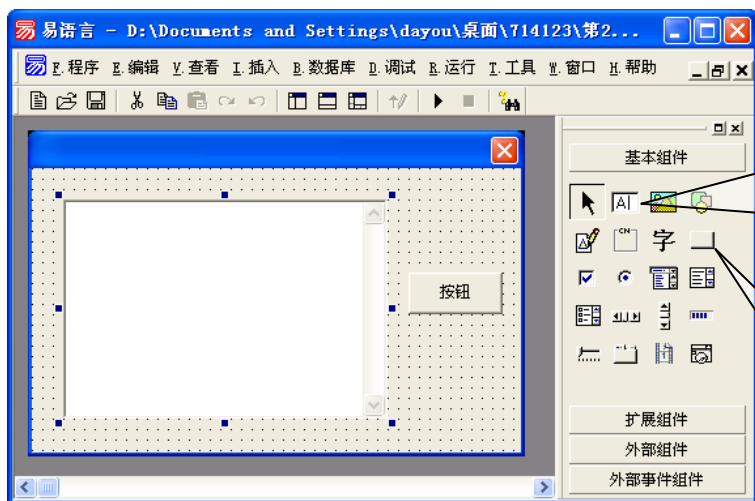 易语言 - D:\Documents and Settings\dayou\桌面\714123\第2...
F.程序 E.编辑 V.查看 I.插入 B.数据库 D.调试 R.运行 T.工具 W.窗口 H.帮助
基本组件
A
CN 字
按钮
扩展组件
外部组件
外部事件组件